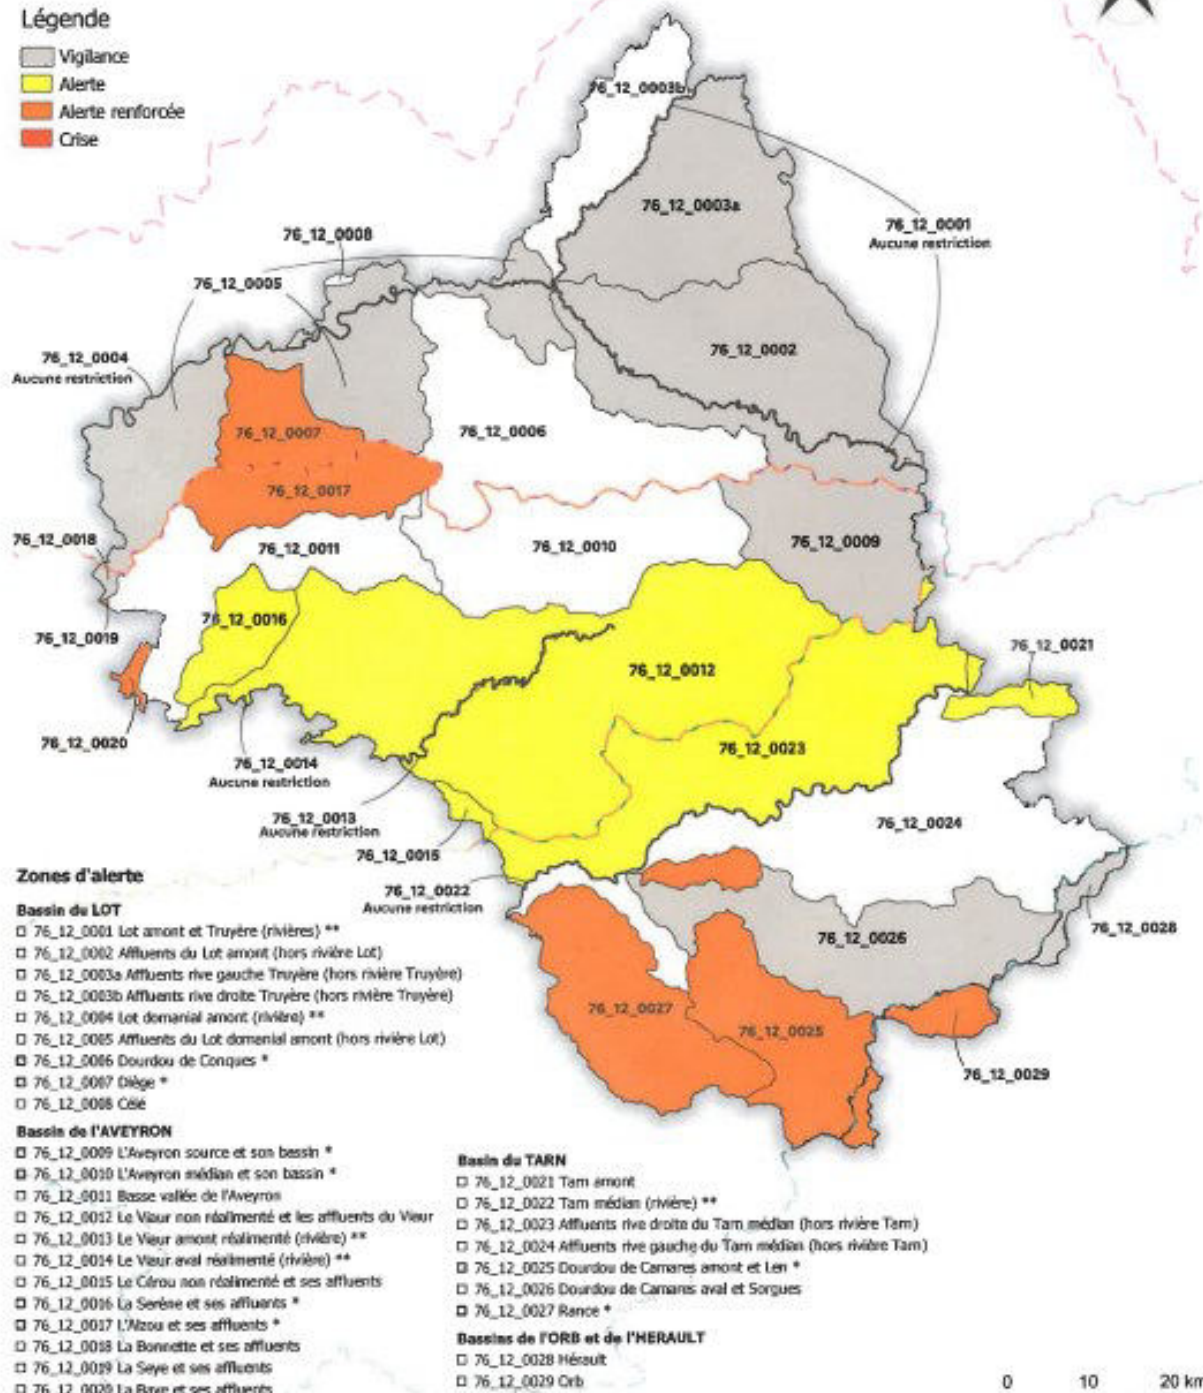 Légende
Vigilance
Alerte
Alerte renforcée
Crise
76_12_0003b
76_12_0003a
76_12_0001
Aucune restriction
76_12_0008
76_12_0005
76_12_0002
76_12_0004
Aucune restriction
76_12_0007
76_12_0006
76_12_0017
76_12_0018
76_12_0011
76_12_0010
76_12_0009
76_12_0016
76_12_0019
76_12_0021
76_12_0012
76_12_0020
76_12_0023
76_12_0014
Aucune restriction
76_12_0013
Aucune restriction
76_12_0024
76_12_0015
76_12_0022
Aucune restriction
76_12_0028
76_12_0026
76_12_0027
76_12_0025
76_12_0029
Zones d'alerte
Bassin du LOT
76_12_0001 Lot amont et Truyère (rivières) **
76_12_0002 Affluents du Lot amont (hors rivière Lot)
76_12_0003a Affluents rive gauche Truyère (hors rivière Truyère)
76_12_0003b Affluents rive droite Truyère (hors rivière Truyère)
76_12_0004 Lot domanial amont (rivière) **
76_12_0005 Affluents du Lot domanial amont (hors rivière Lot)
76_12_0006 Dourdou de Conques *
76_12_0007 Diège *
76_12_0008 Célé
Bassin de l'AVEYRON
76_12_0009 L'Aveyron source et son bassin *
76_12_0010 L'Aveyron médian et son bassin *
76_12_0011 Basse vallée de l'Aveyron
76_12_0012 Le Viaur non réalimenté et les affluents du Viaur
76_12_0013 Le Viaur amont réalimenté (rivière) **
76_12_0014 Le Viaur aval réalimenté (rivière) **
76_12_0015 Le Cérou non réalimenté et ses affluents
76_12_0016 La Serène et ses affluents *
76_12_0017 L'Alzou et ses affluents *
76_12_0018 La Bonnette et ses affluents
76_12_0019 La Seye et ses affluents
76_12_0020 La Baye et ses affluents
Basin du TARN
76_12_0021 Tarn amont
76_12_0022 Tarn médian (rivière) **
76_12_0023 Affluents rive droite du Tarn médian (hors rivière Tarn)
76_12_0024 Affluents rive gauche du Tarn médian (hors rivière Tarn)
76_12_0025 Dourdou de Camares amont et Len *
76_12_0026 Dourdou de Camares aval et Sorgues
76_12_0027 Rance *
Bassins de l'ORB et de l'HERAULT
76_12_0028 Hérault
76_12_0029 Orb
0 10 20 km